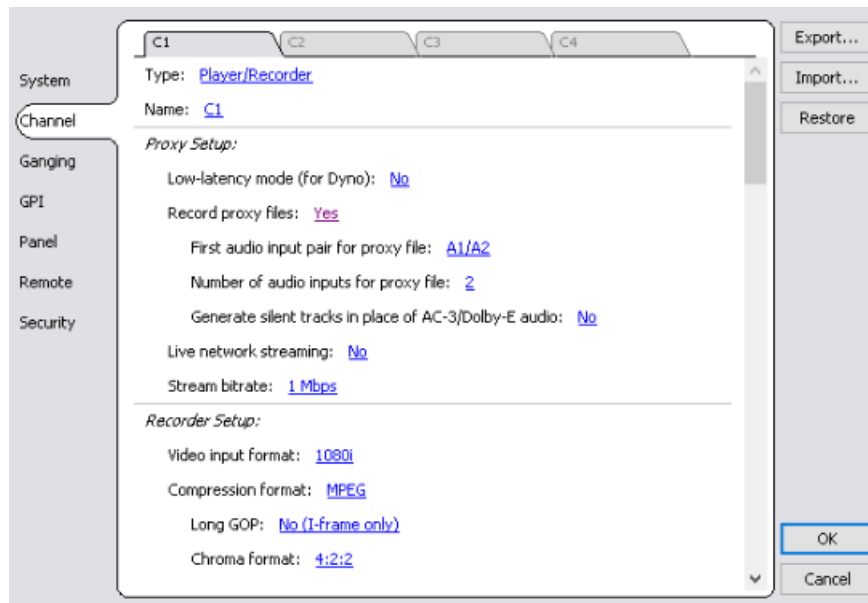 C1 C2 C3 C4
Export...
Import...
Restore
System
Channel
Ganging
GPI
Panel
Remote
Security
Type: Player/Recorder
Name: C1
Proxy Setup:
Low-latency mode (for Dyno): No
Record proxy files: Yes
First audio input pair for proxy file: A1/A2
Number of audio inputs for proxy file: 2
Generate silent tracks in place of AC-3/Dolby-E audio: No
Live network streaming: No
Stream bitrate: 1 Mbps
Recorder Setup:
Video input format: 1080i
Compression format: MPEG
Long GOP: No (I-frame only)
Chroma format: 4:2:2
OK
Cancel